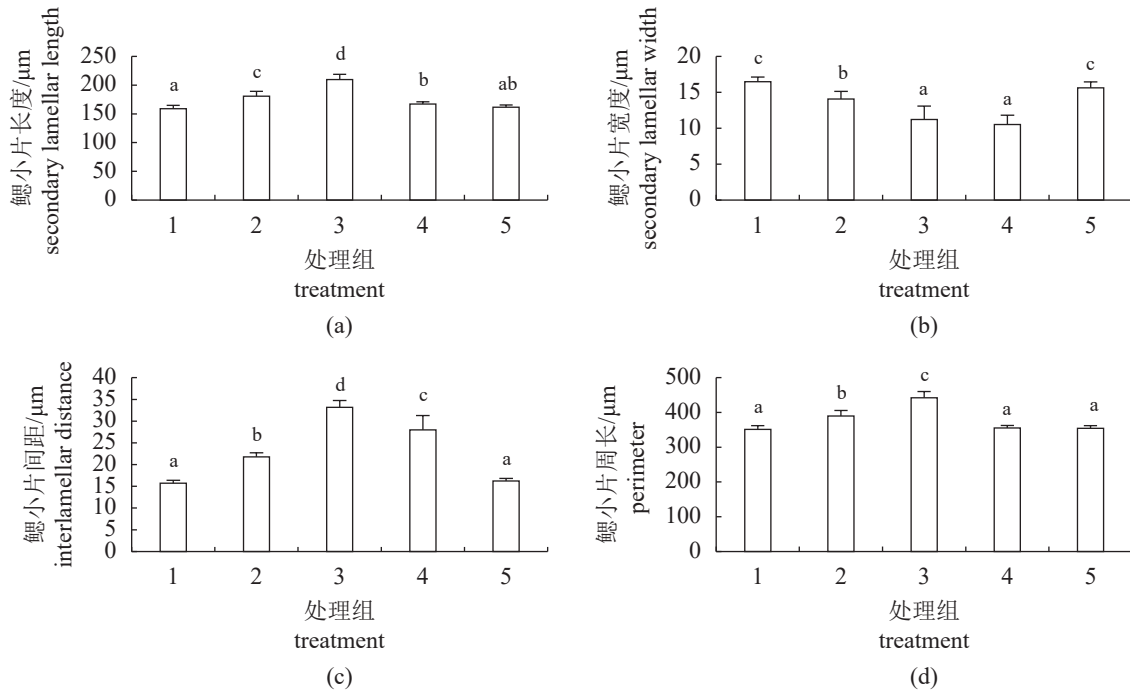 鳃小片长度/μm
secondary lamellar length
250
200
150
100
50
0
a
c
d
b
ab
1 2 3 4 5
处理组
treatment
(a)
鳃小片宽度/μm
secondary lamellar width
20
15
10
5
0
c
b
a
a
c
1 2 3 4 5
处理组
treatment
(b)
鳃小片间距/μm
interlamellar distance
40
35
30
25
20
15
10
5
0
a
b
d
c
a
1 2 3 4 5
处理组
treatment
(c)
鳃小片周长/μm
perimeter
500
400
300
200
100
0
a
b
c
a
a
1 2 3 4 5
处理组
treatment
(d)